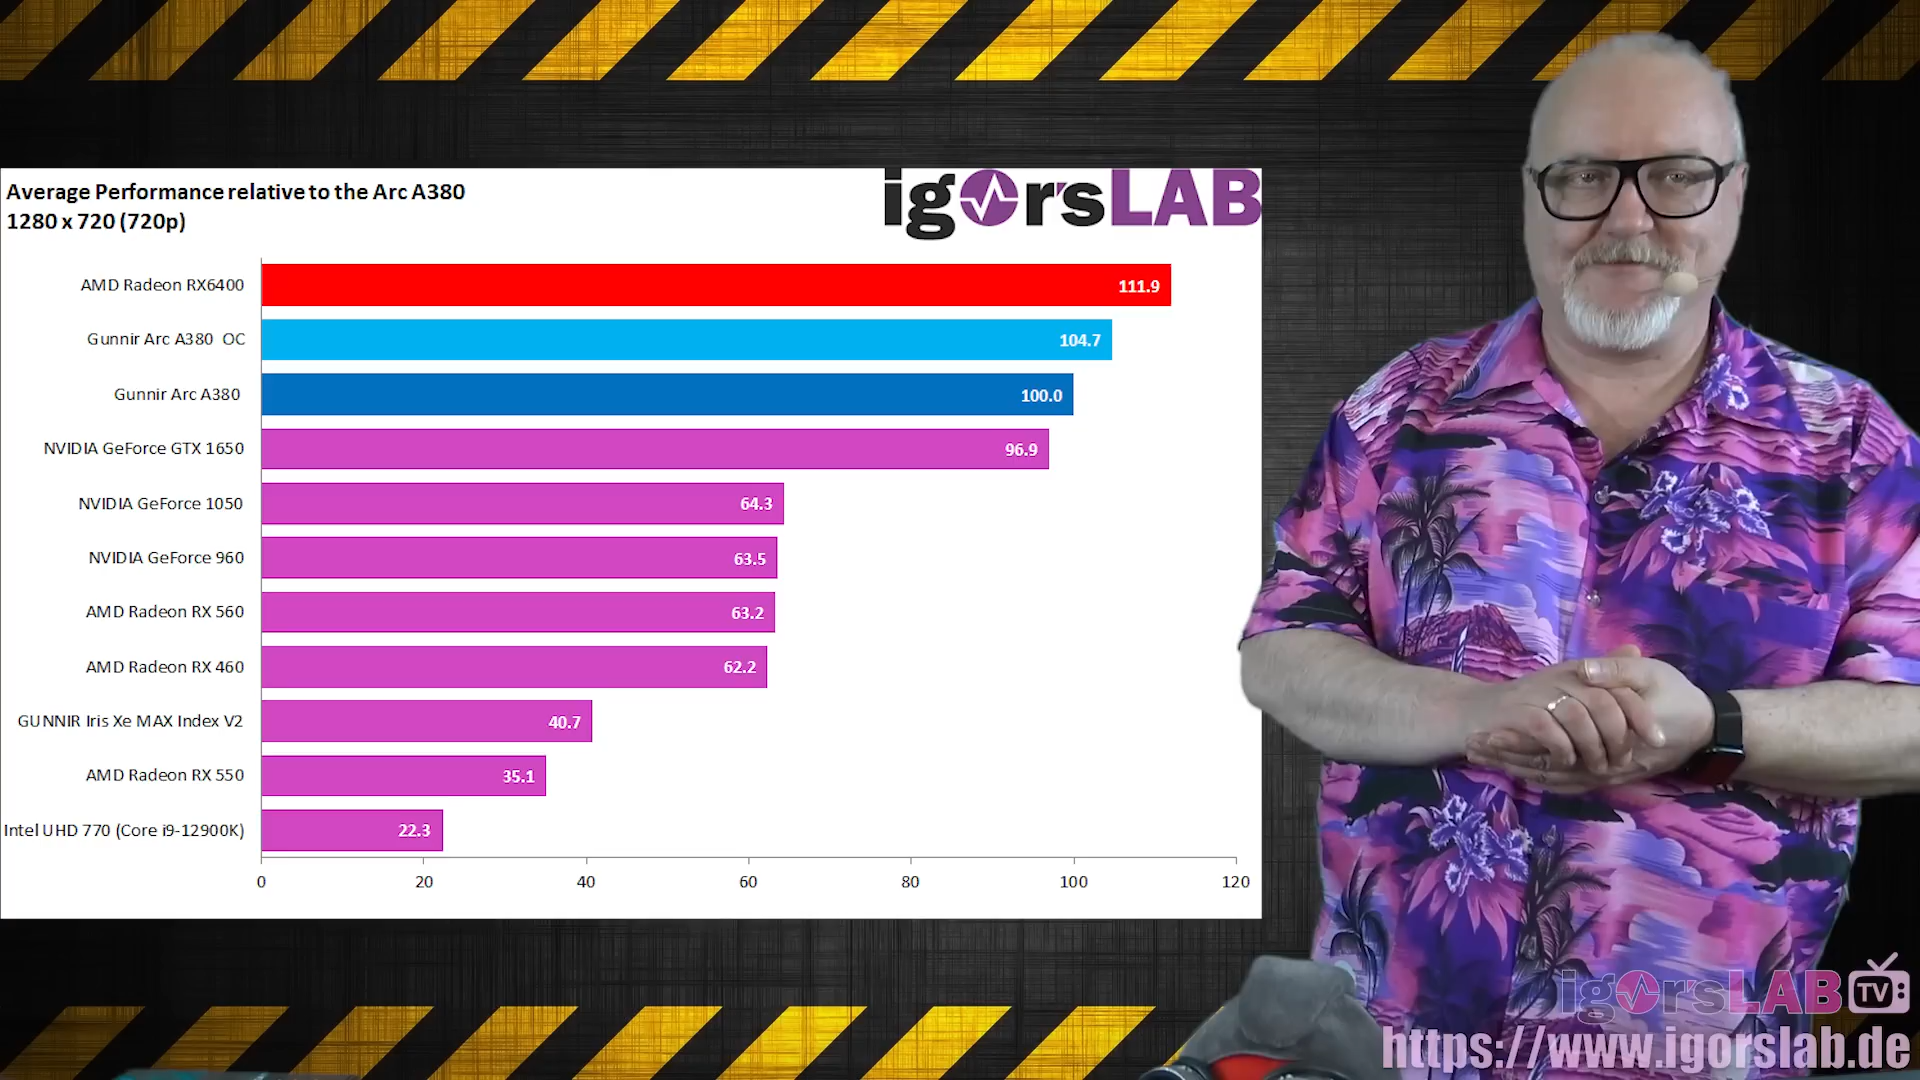 Average Performance relative to the Arc A380
1280 x 720 (720p)
igorsLAB
AMD Radeon RX6400
111.9
Gunnir Arc A380 OC
104.7
Gunnir Arc A380
100.0
NVIDIA GeForce GTX 1650
96.9
NVIDIA GeForce 1050
64.3
NVIDIA GeForce 960
63.5
AMD Radeon RX 560
63.2
AMD Radeon RX 460
62.2
GUNNIR Iris Xe MAX Index V2
40.7
AMD Radeon RX 550
35.1
Intel UHD 770 (Core i9-12900K)
22.3
0 20 40 60 80 100 120
igorsLAB TV
https://www.igorslab.de